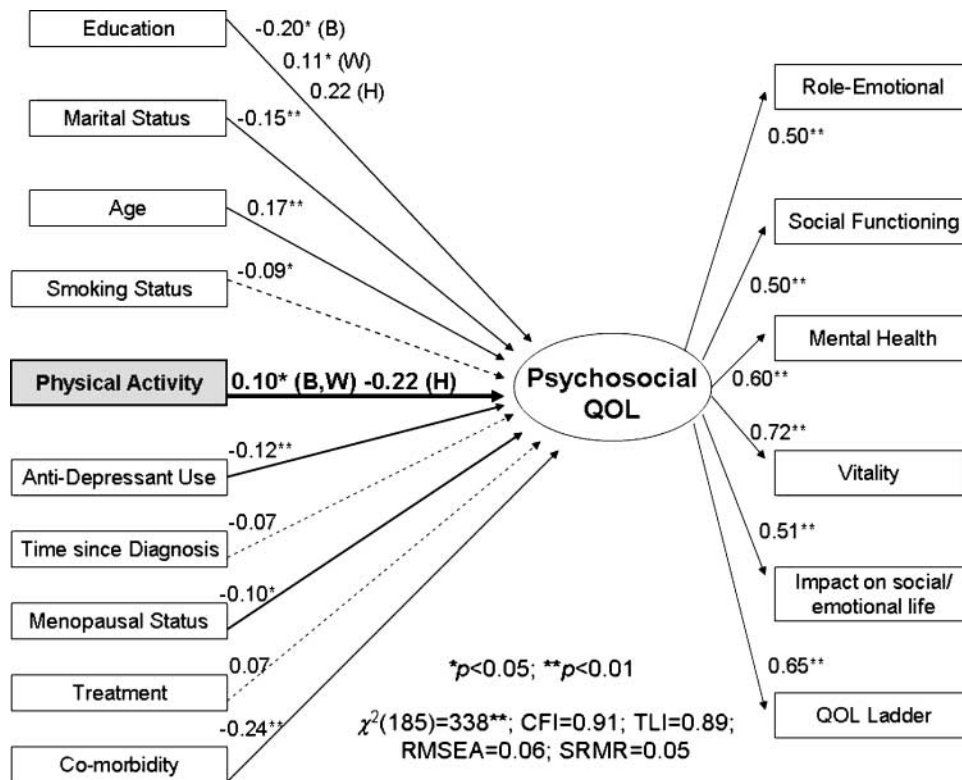 Education
-0.20* (B)
0.11* (W)
0.22 (H)
Marital Status
-0.15**
Age
0.17**
Smoking Status
-0.09*
Physical Activity
0.10* (B,W) -0.22 (H)
Anti-Depressant Use
-0.12**
Time since Diagnosis
-0.07
Menopausal Status
-0.10*
Treatment
0.07
Co-morbidity
-0.24**
Psychosocial
QOL
Role-Emotional
0.50**
Social Functioning
0.50**
Mental Health
0.60**
Vitality
0.72**
Impact on social/
emotional life
0.51**
QOL Ladder
0.65**
*p<0.05; **p<0.01
χ²(185)=338**; CFI=0.91; TLI=0.89;
RMSEA=0.06; SRMR=0.05